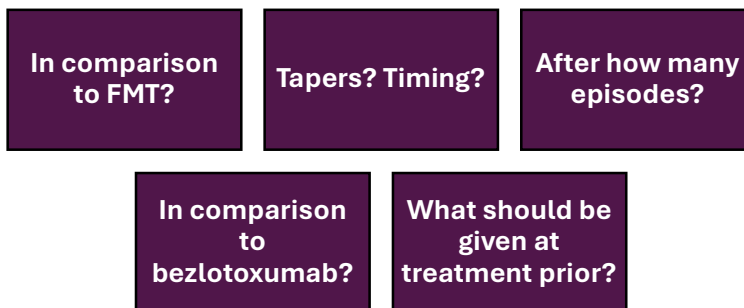 In comparison
to FMT?
Tapers? Timing?
After how many
episodes?
In comparison
to
bezlotoxumab?
What should be
given at
treatment prior?